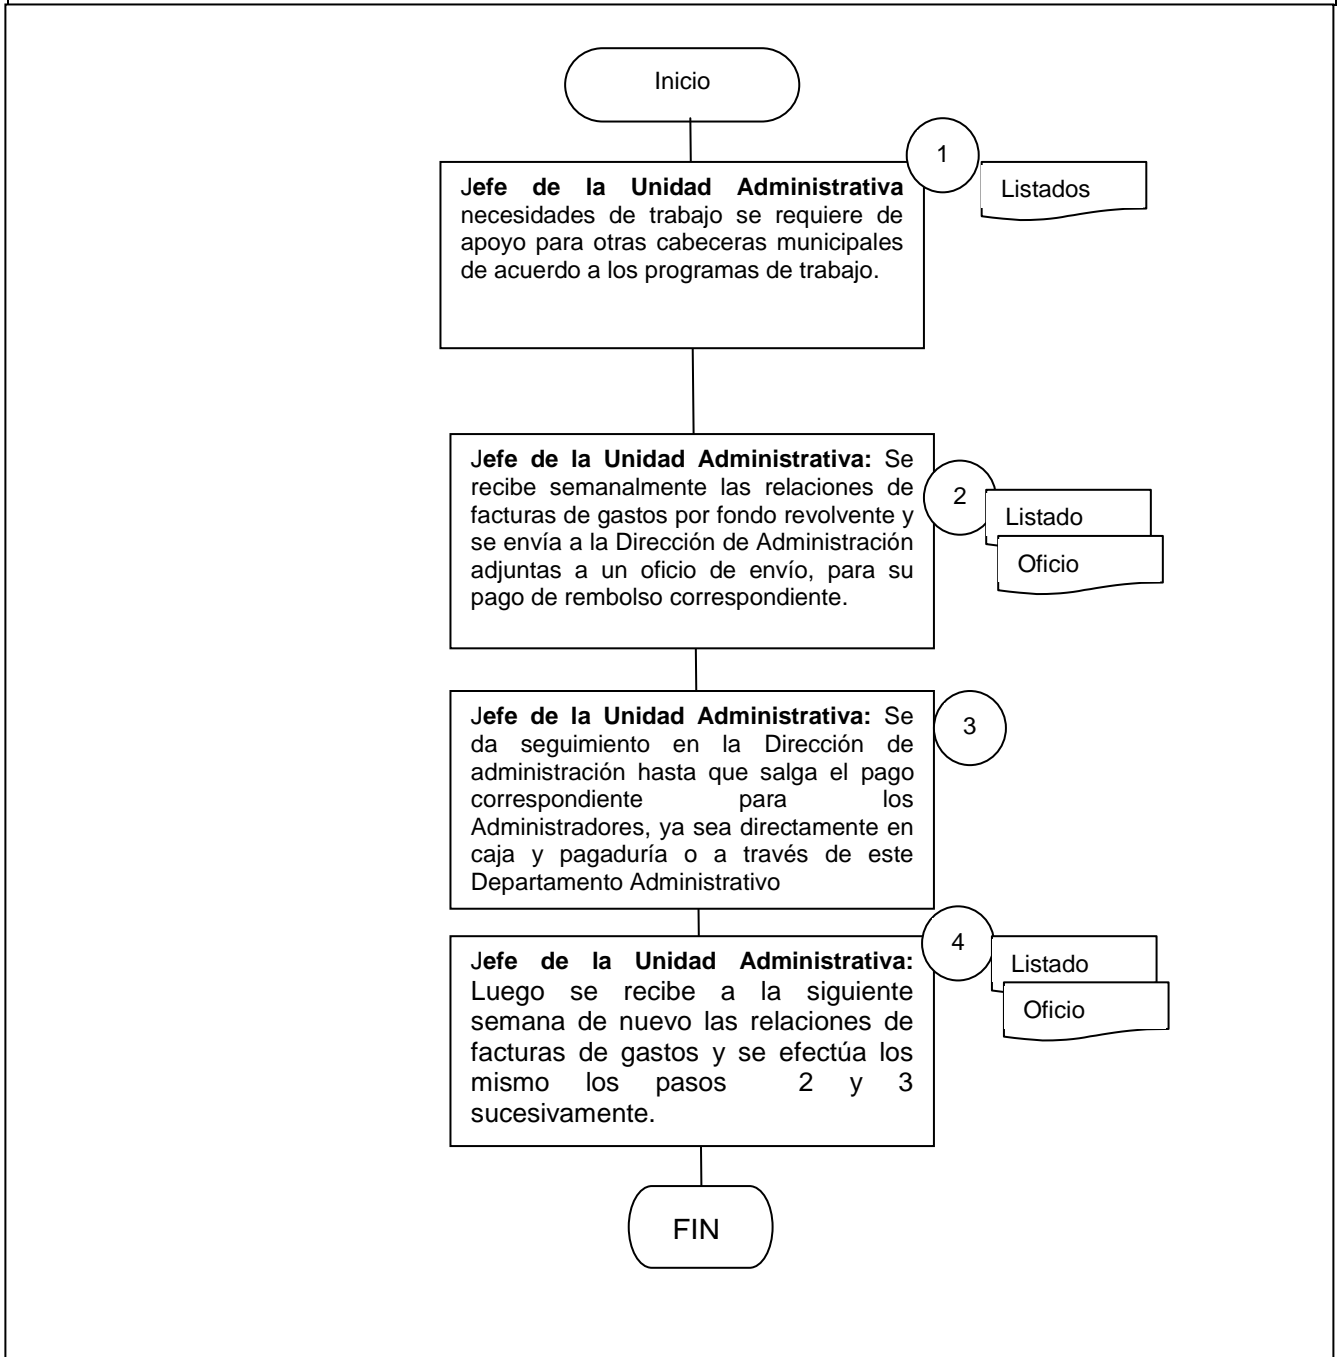 Inicio
1
Listados
Jefe de la Unidad Administrativa
necesidades de trabajo se requiere de
apoyo para otras cabeceras municipales
de acuerdo a los programas de trabajo.
Jefe de la Unidad Administrativa: Se
recibe semanalmente las relaciones de
facturas de gastos por fondo revolvente y
se envía a la Dirección de Administración
adjuntas a un oficio de envío, para su
pago de rembolso correspondiente.
2
Listado
Oficio
Jefe de la Unidad Administrativa: Se
da seguimiento en la Dirección de
administración hasta que salga el pago
correspondiente para los
Administradores, ya sea directamente en
caja y pagaduría o a través de este
Departamento Administrativo
3
Jefe de la Unidad Administrativa:
Luego se recibe a la siguiente
semana de nuevo las relaciones de
facturas de gastos y se efectúa los
mismo los pasos 2 y 3
sucesivamente.
4
Listado
Oficio
FIN